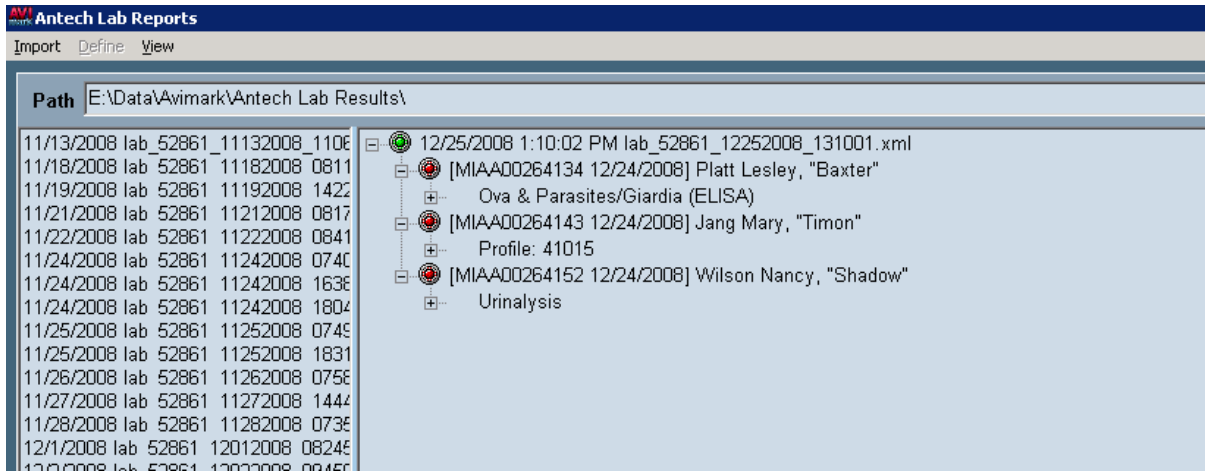 AVI mark Antech Lab Reports
Import Define View
Path E:\Data\Avimark\Antech Lab Results\
11/13/2008 lab_52861_11132008_1106
11/18/2008 lab 52861 11182008 0811
11/19/2008 lab 52861 11192008 1422
11/21/2008 lab 52861 11212008 0817
11/22/2008 lab 52861 11222008 0841
11/24/2008 lab 52861 11242008 0740
11/24/2008 lab 52861 11242008 1638
11/24/2008 lab 52861 11242008 1804
11/25/2008 lab 52861 11252008 0749
11/25/2008 lab 52861 11252008 1831
11/26/2008 lab 52861 11262008 0758
11/27/2008 lab 52861 11272008 1444
11/28/2008 lab 52861 11282008 0735
12/1/2008 lab 52861 12012008 08245
12/25/2008 1:10:02 PM lab_52861_12252008_131001.xml
[MIAA00264134 12/24/2008] Platt Lesley, "Baxter"
Ova & Parasites/Giardia (ELISA)
[MIAA00264143 12/24/2008] Jang Mary, "Timon"
Profile: 41015
[MIAA00264152 12/24/2008] Wilson Nancy, "Shadow"
Urinalysis